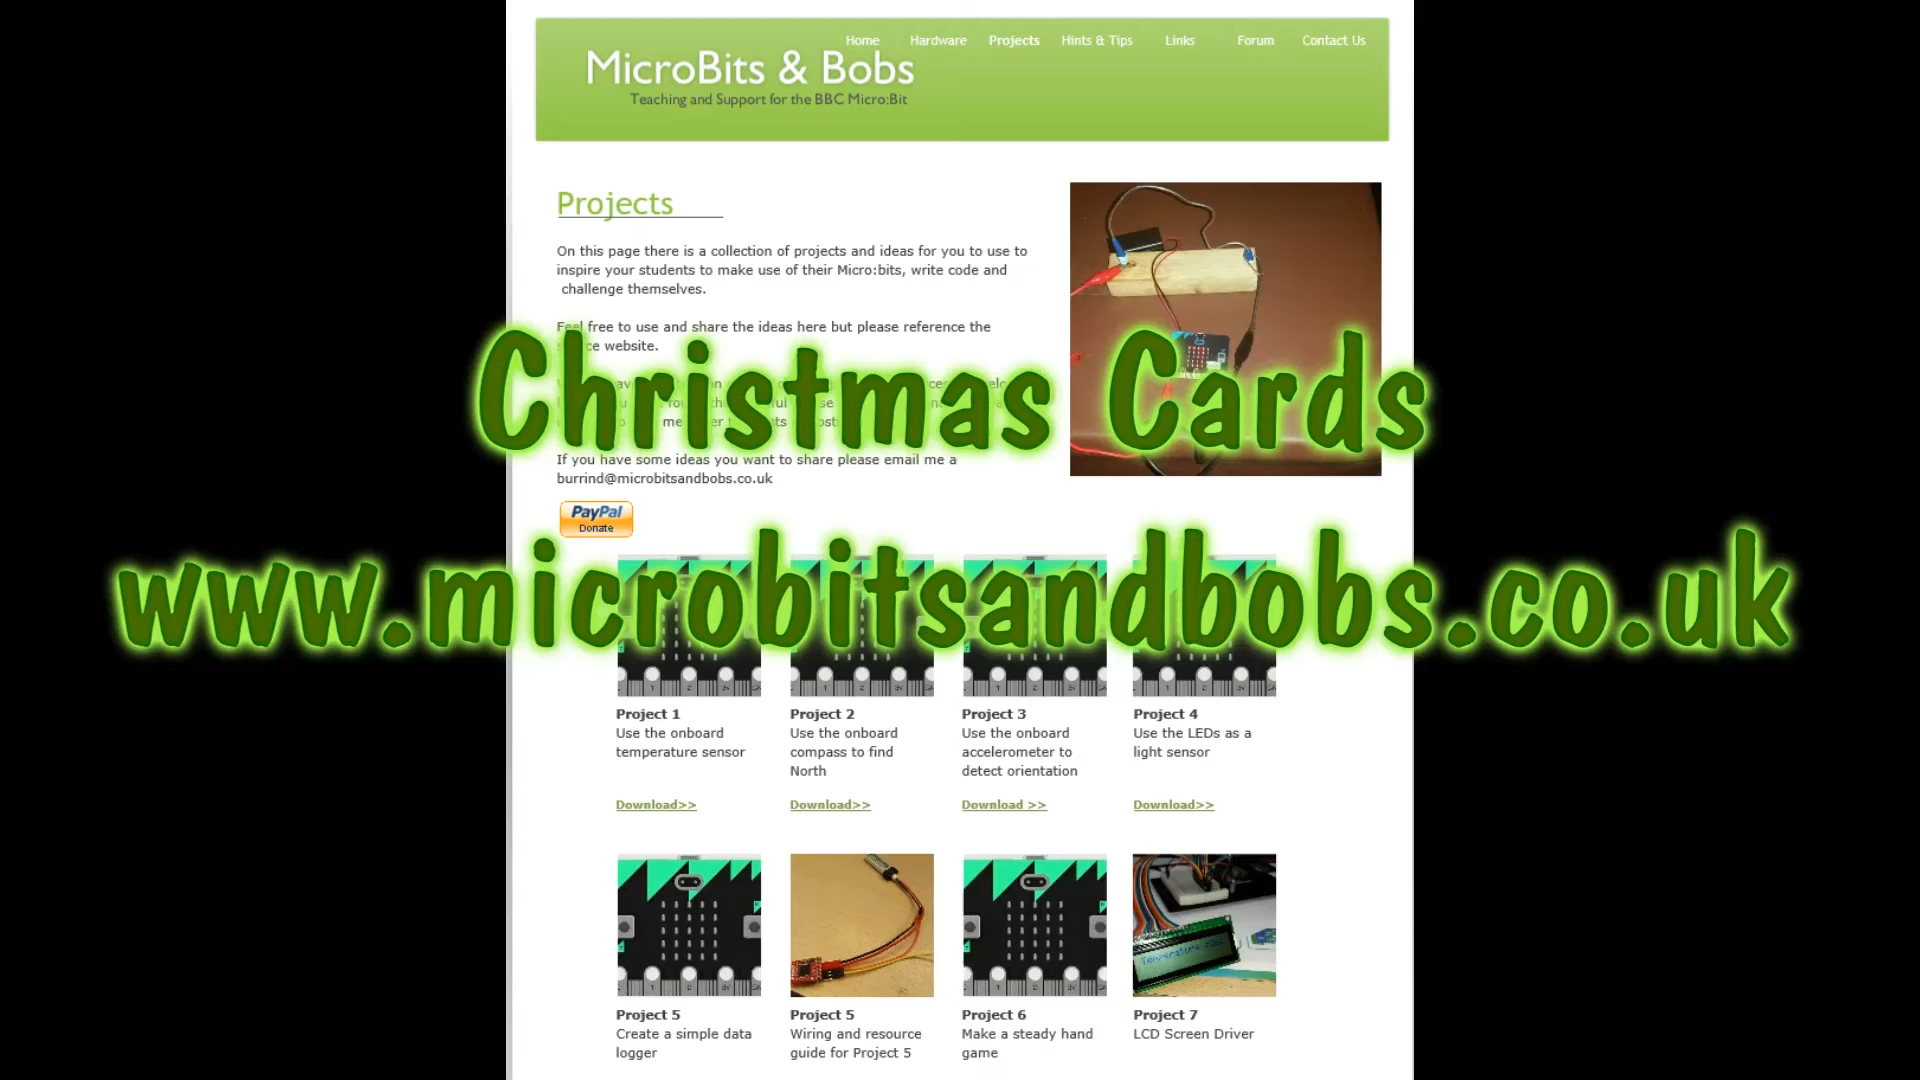 Home Hardware Projects Hints & Tips Links Forum Contact Us
MicroBits & Bobs
Teaching and Support for the BBC Micro:Bit
Projects
On this page there is a collection of projects and ideas for you to use to
inspire your students to make use of their Micro:bits, write code and
challenge themselves.
Feel free to use and share the ideas here but please reference the
website.
Christmas Cards
If you have some ideas you want to share please email me a
burrind@microbitsandbobs.co.uk
PayPal
Donate
www.microbitsandbobs.co.uk
Project 1
Use the onboard
temperature sensor
Download>>
Project 2
Use the onboard
compass to find
North
Download>>
Project 3
Use the onboard
accelerometer to
detect orientation
Download >>
Project 4
Use the LEDs as a
light sensor
Download>>
Project 5
Create a simple data
logger
Project 5
Wiring and resource
guide for Project 5
Project 6
Make a steady hand
game
Project 7
LCD Screen Driver